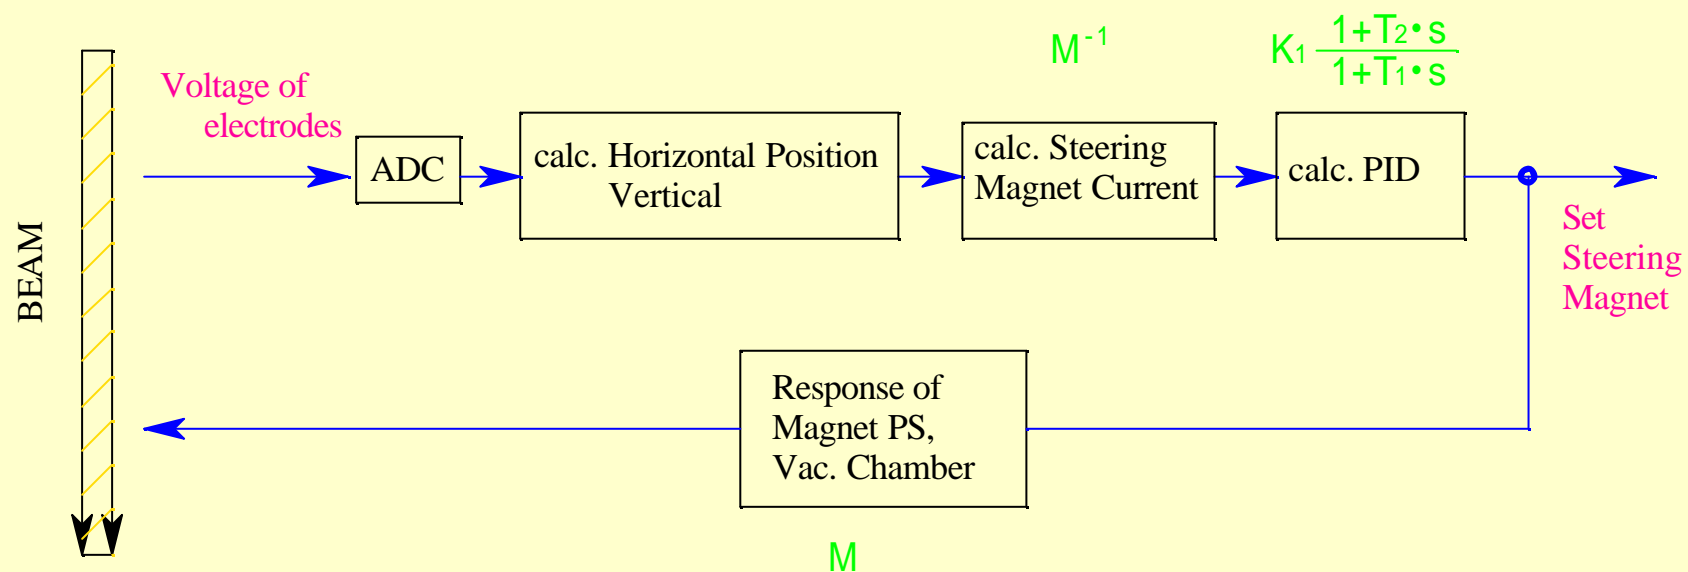 M⁻¹
K₁ (1+T₂•s)/(1+T₁•s)
Voltage of
electrodes
ADC
calc. Horizontal Position
Vertical
calc. Steering
Magnet Current
calc. PID
Set
Steering
Magnet
BEAM
Response of
Magnet PS,
Vac. Chamber
M